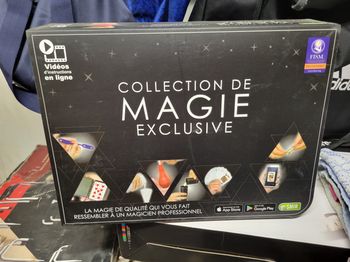 Vidéos
d'instructions
en ligne
FISM
COLLECTION DE
MAGIE
EXCLUSIVE
LA MAGIE DE QUALITÉ QUI VOUS FAIT
RESSEMBLER À UN MAGICIEN PROFESSIONNEL
App Store
Google Play
adidas